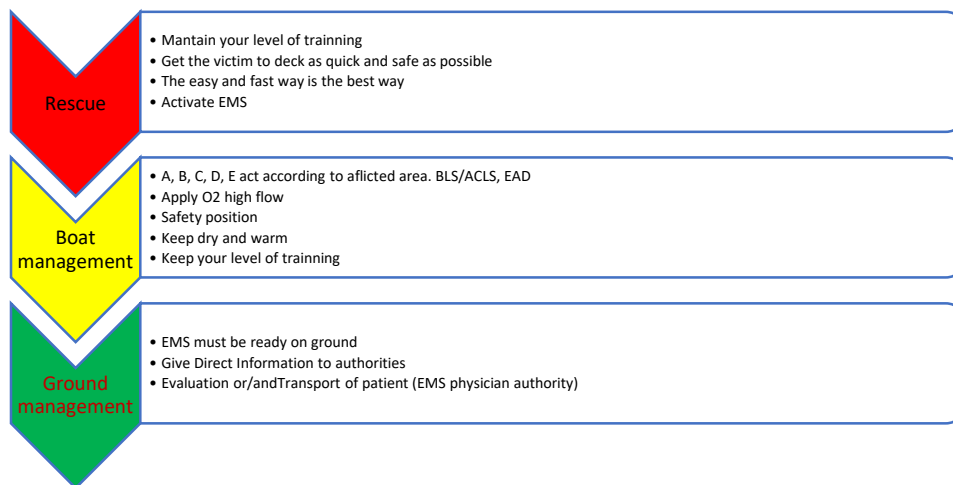 Rescue
• Mantain your level of trainning
• Get the victim to deck as quick and safe as possible
• The easy and fast way is the best way
• Activate EMS
Boat
management
• A, B, C, D, E act according to aflicted area. BLS/ACLS, EAD
• Apply O2 high flow
• Safety position
• Keep dry and warm
• Keep your level of trainning
Ground
management
• EMS must be ready on ground
• Give Direct Information to authorities
• Evaluation or/andTransport of patient (EMS physician authority)